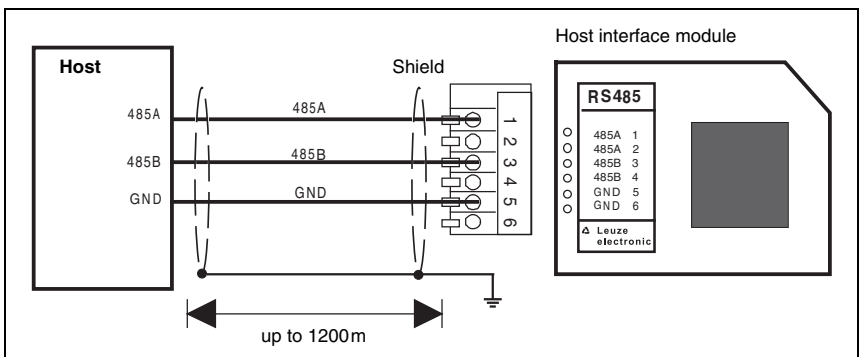 Host
Shield
Host interface module
485A
485A
485B
485B
GND
GND
1
2
3
4
5
6
RS485
485A 1
485A 2
485B 3
485B 4
GND 5
GND 6
Leuze
electronic
up to 1200m